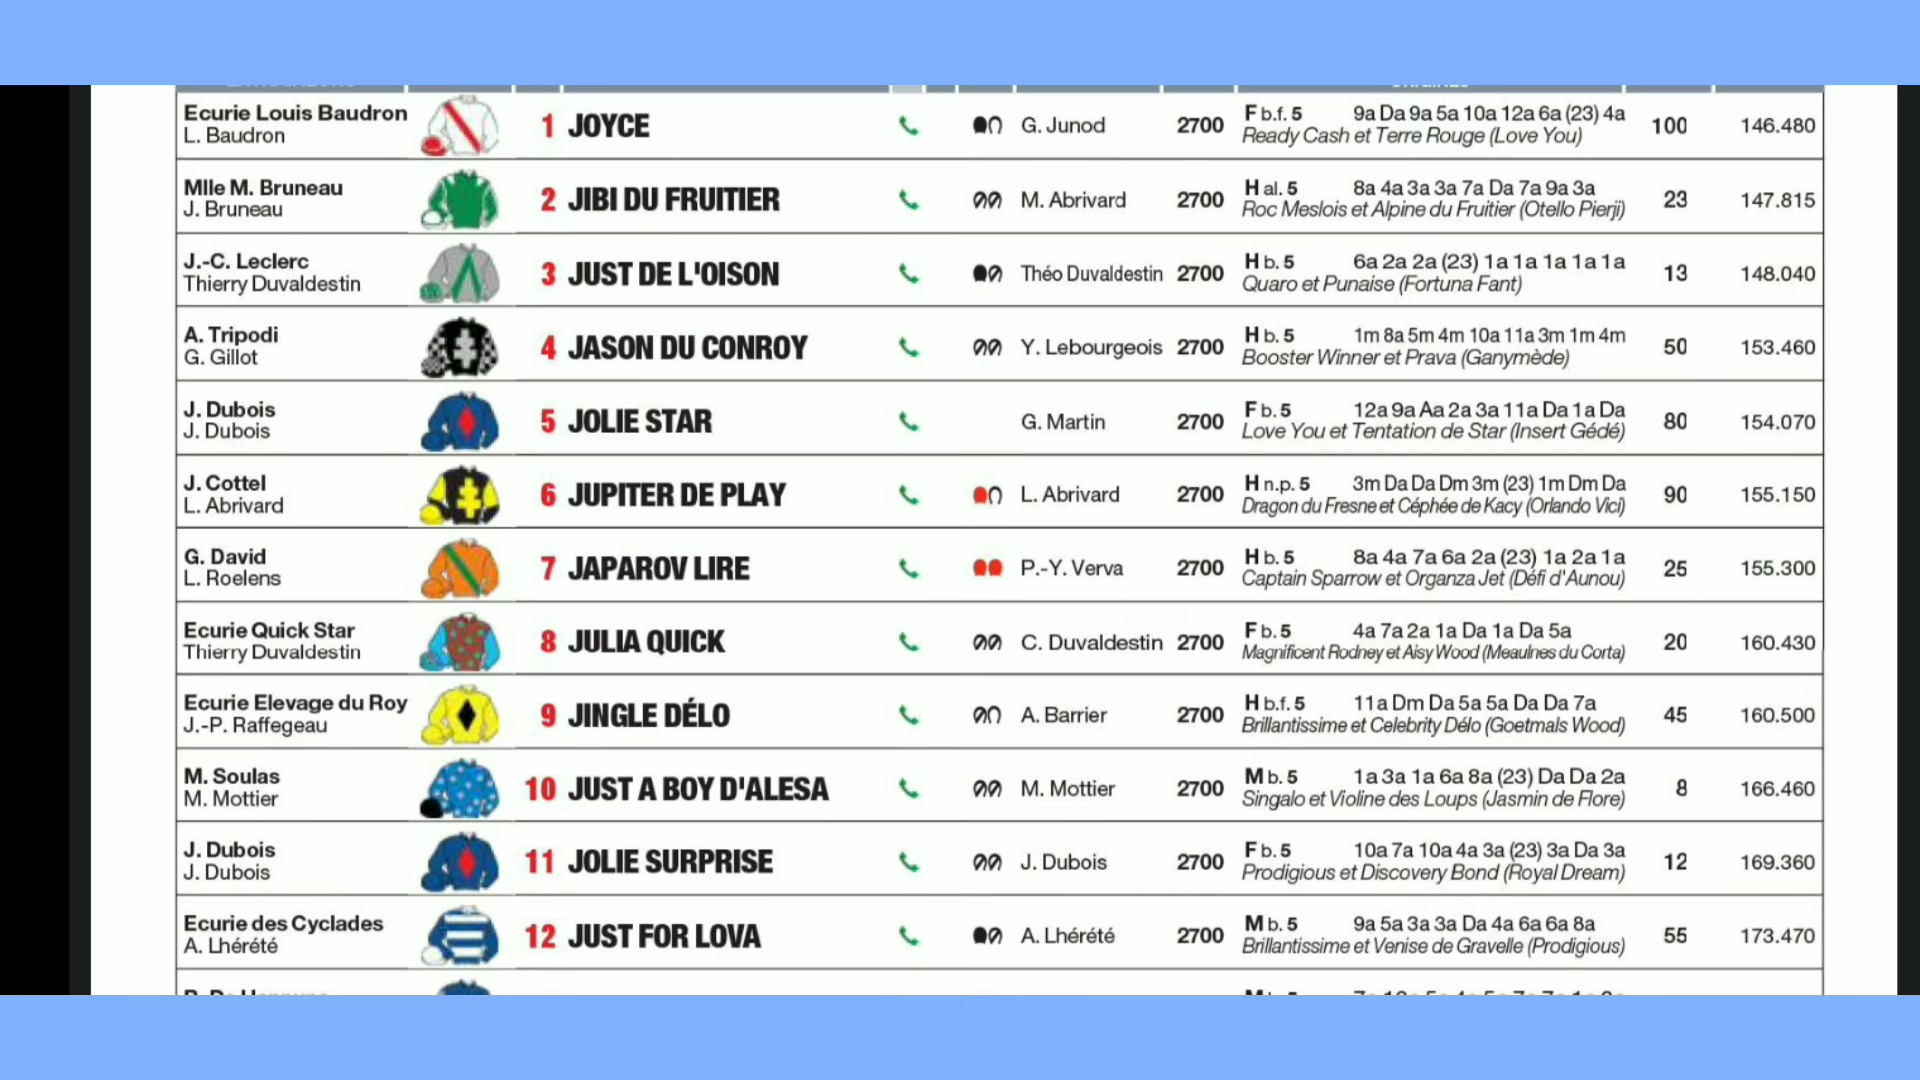 Ecurie Louis Baudron
L. Baudron
1 JOYCE G. Junod 2700 F b.f. 5 9a Da 9a 5a 10a 12a 6a (23) 4a 100 146.480
Ready Cash et Terre Rouge (Love You)
Mlle M. Bruneau
J. Bruneau
2 JIBI DU FRUITIER M. Abrivard 2700 H al. 5 8a 4a 3a 3a 7a Da 7a 9a 3a 23 147.815
Roc Meslois et Alpine du Fruitier (Otello Pierji)
J.-C. Leclerc
Thierry Duvaldestin
3 JUST DE L'OISON Théo Duvaldestin 2700 H b. 5 6a 2a 2a (23) 1a 1a 1a 1a 1a 13 148.040
Quaro et Punaise (Fortuna Fant)
A. Tripodi
G. Gillot
4 JASON DU CONROY Y. Lebourgeois 2700 H b. 5 1m 8a 5m 4m 10a 11a 3m 1m 4m 50 153.460
Booster Winner et Prava (Ganymède)
J. Dubois
J. Dubois
5 JOLIE STAR G. Martin 2700 F b. 5 12a 9a Aa 2a 3a 11a Da 1a Da 80 154.070
Love You et Tentation de Star (Insert Gédé)
J. Cottel
L. Abrivard
6 JUPITER DE PLAY L. Abrivard 2700 H n.p. 5 3m Da Da Dm 3m (23) 1m Dm Da 90 155.150
Dragon du Fresne et Céphée de Kacy (Orlando Vici)
G. David
L. Roelens
7 JAPAROV LIRE P.-Y. Verva 2700 H b. 5 8a 4a 7a 6a 2a (23) 1a 2a 1a 25 155.300
Captain Sparrow et Organza Jet (Défi d'Aunou)
Ecurie Quick Star
Thierry Duvaldestin
8 JULIA QUICK C. Duvaldestin 2700 F b. 5 4a 7a 2a 1a Da 1a Da 5a 20 160.430
Magnificent Rodney et Aisy Wood (Meaulnes du Corta)
Ecurie Elevage du Roy
J.-P. Raffegeau
9 JINGLE DÉLO A. Barrier 2700 H b.f. 5 11a Dm Da 5a 5a Da Da 7a 45 160.500
Brillantissime et Celebrity Délo (Goetmals Wood)
M. Soulas
M. Mottier
10 JUST A BOY D'ALESA M. Mottier 2700 M b. 5 1a 3a 1a 6a 8a (23) Da Da 2a 8 166.460
Singalo et Violine des Loups (Jasmin de Flore)
J. Dubois
J. Dubois
11 JOLIE SURPRISE J. Dubois 2700 F b. 5 10a 7a 10a 4a 3a (23) 3a Da 3a 12 169.360
Prodigious et Discovery Bond (Royal Dream)
Ecurie des Cyclades
A. Lhérété
12 JUST FOR LOVA A. Lhérété 2700 M b. 5 9a 5a 3a 3a Da 4a 6a 6a 8a 55 173.470
Brillantissime et Venise de Gravelle (Prodigious)